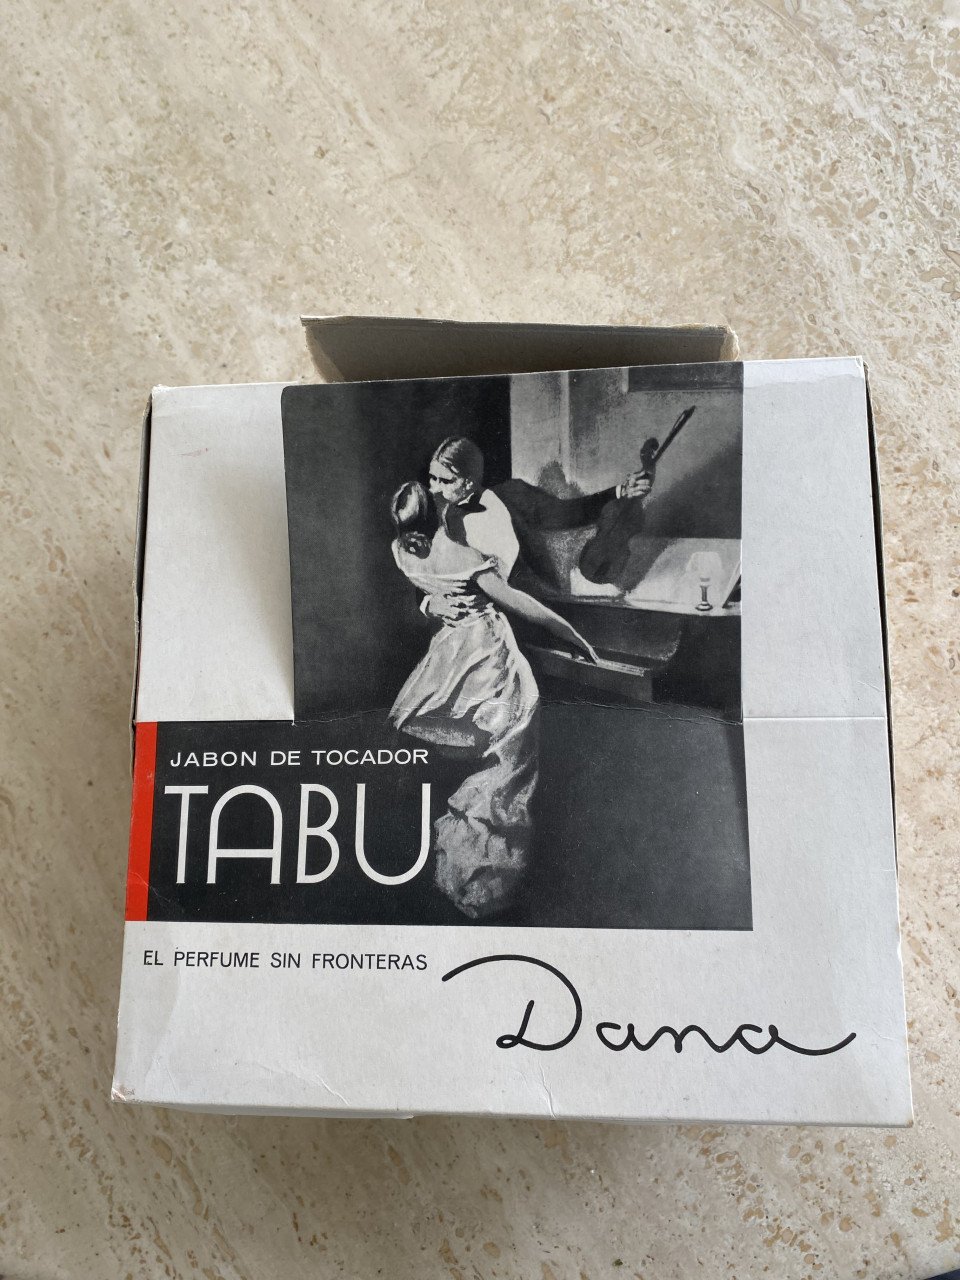 JABON DE TOCADOR
TABU
EL PERFUME SIN FRONTERAS
Dana